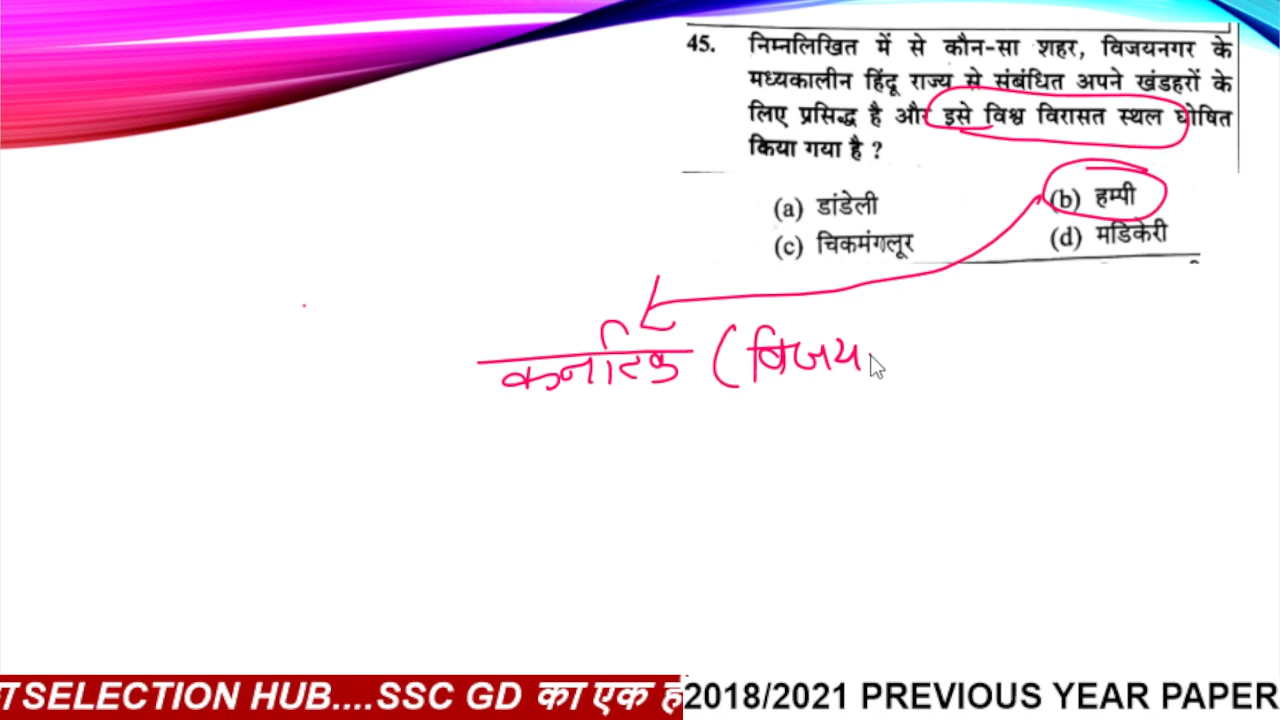 45. निम्नलिखित में से कौन-सा शहर, विजयनगर के
मध्यकालीन हिंदू राज्य से संबंधित अपने खंडहरों के
लिए प्रसिद्ध है और इसे विश्व विरासत स्थल घोषित
किया गया है ?
(a) डांडेली (b) हम्पी
(c) चिकमंगलूर (d) मडिकेरी
कर्नाटक (विजय
SELECTION HUB....SSC GD का एक ह 2018/2021 PREVIOUS YEAR PAPER